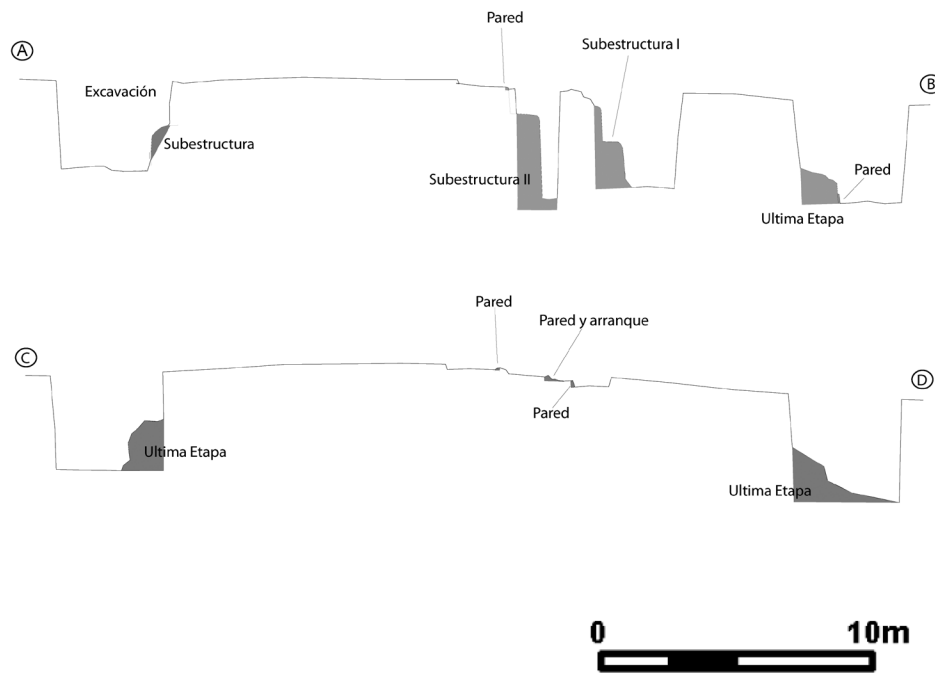 Pared
A
Subestructura I
Excavación
B
Subestructura
Subestructura II
Pared
Ultima Etapa
Pared
Pared y arranque
C
D
Pared
Ultima Etapa
Ultima Etapa
0 10m